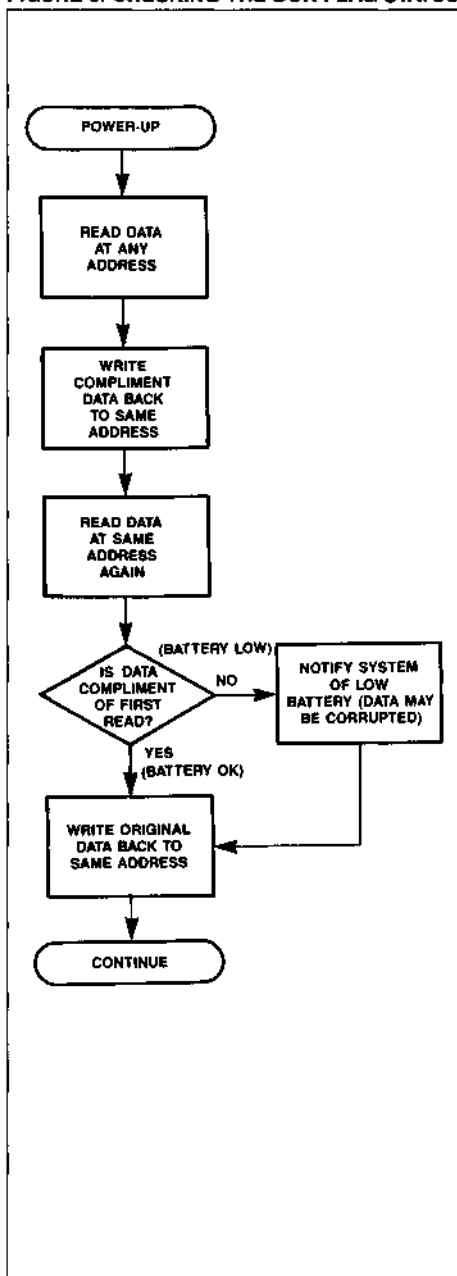 POWER-UP
READ DATA
AT ANY
ADDRESS
WRITE
COMPLIMENT
DATA BACK
TO SAME
ADDRESS
READ DATA
AT SAME
ADDRESS
AGAIN
IS DATA
COMPLIMENT
OF FIRST
READ?
(BATTERY LOW)
NO
NOTIFY SYSTEM
OF LOW
BATTERY (DATA MAY
BE CORRUPTED)
YES
(BATTERY OK)
WRITE ORIGINAL
DATA BACK TO
SAME ADDRESS
CONTINUE